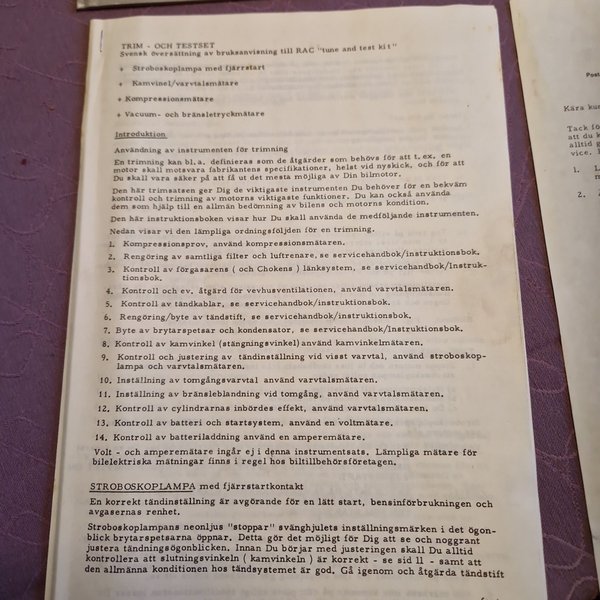 TRIM - OCH TESTSET
Svensk översättning av bruksanvisning till RAC "tune and test kit"
+ Stroboskoplampa med fjärrstart
+ Kamvinel/varvtalsmätare
+ Kompressionsmätare
+ Vacuum- och bränsletryckmätare
Introduktion
Användning av instrumenten för trimning
En trimning kan bl.a. definieras som de åtgärder som behövs för att t.ex. en
motor skall motsvara fabrikantens specifikationer, helst vid nyskick, och för att
Du skall vara säker på att få ut det mesta möjliga av Din bilmotor.
Den här trimsatsen ger Dig de viktigaste instrumenten Du behöver för en bekväm
kontroll och trimning av motorns viktigaste funktioner. Du kan också använda
dem som hjälp till en allmän bedömning av bilens och motorns kondition.
Den här instruktionsboken visar hur Du skall använda de medföljande instrumenten.
Nedan visar vi den lämpliga ordningsföljden för en trimning.
1. Kompressionsprov, använd kompressionsmätaren.
2. Rengöring av samtliga filter och luftrenare, se servicehandbok/instruktionsbok.
3. Kontroll av förgasarens ( och Chokens ) länksystem, se servicehandbok/Instruk-
tionsbok.
4. Kontroll och ev. åtgärd för vevhusventilationen, använd varvtalsmätaren.
5. Kontroll av tändkablar, se servicehandbok/instruktionsbok.
6. Rengöring/byte av tändstift, se servicehandbok/instruktionsbok.
7. Byte av brytarspetsar och kondensator, se servicehandbok/Instruktionsbok.
8. Kontroll av kamvinkel (stängningsvinkel) använd kamvinkelmätaren.
9. Kontroll och justering av tändinställning vid visst varvtal, använd stroboskop-
lampa och varvtalsmätaren.
10. Inställning av tomgångsvarvtal använd varvtalsmätaren.
11. Inställning av bränsleblandning vid tomgång, använd varvtalsmätaren.
12. Kontroll av cylindrarnas inbördes effekt, använd varvtalsmätaren.
13. Kontroll av batteri och startsystem, använd en voltmätare.
14. Kontroll av batteriladdning använd en amperemätare.
Volt - och amperemätare ingår ej i denna instrumentsats. Lämpliga mätare för
bilelektriska mätningar finns i regel hos biltillbehörsföretagen.
STROBOSKOPLAMPA med fjärrstartkontakt
En korrekt tändinställning är avgörande för en lätt start, bensinförbrukningen och
avgasernas renhet.
Stroboskoplampans neonljus "stoppar" svänghjulets inställningsmärken i det ögon-
blick brytarspetsarna öppnar. Detta gör det möjligt för Dig att se och noggrant
justera tändningsögonblicken. Innan Du börjar med justeringen skall Du alltid
kontrollera att slutningsvinkeln ( kamvinkeln ) är korrekt - se sid 11 - samt att
den allmänna konditionen hos tändsystemet är god. Gå igenom och åtgärda tändstift
Post
Kära ku
Tack fö
att du k
alltid g
vice.
1.
2.